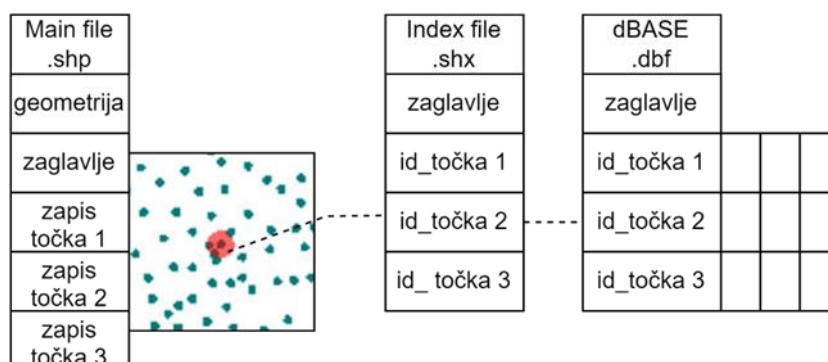 Main file
.shp
geometrija
zaglavlje
zapis
točka 1
zapis
točka 2
zapis
točka 3
Index file
.shx
zaglavlje
id_točka 1
id_točka 2
id_ točka 3
dBASE
.dbf
zaglavlje
id_točka 1
id_točka 2
id_točka 3